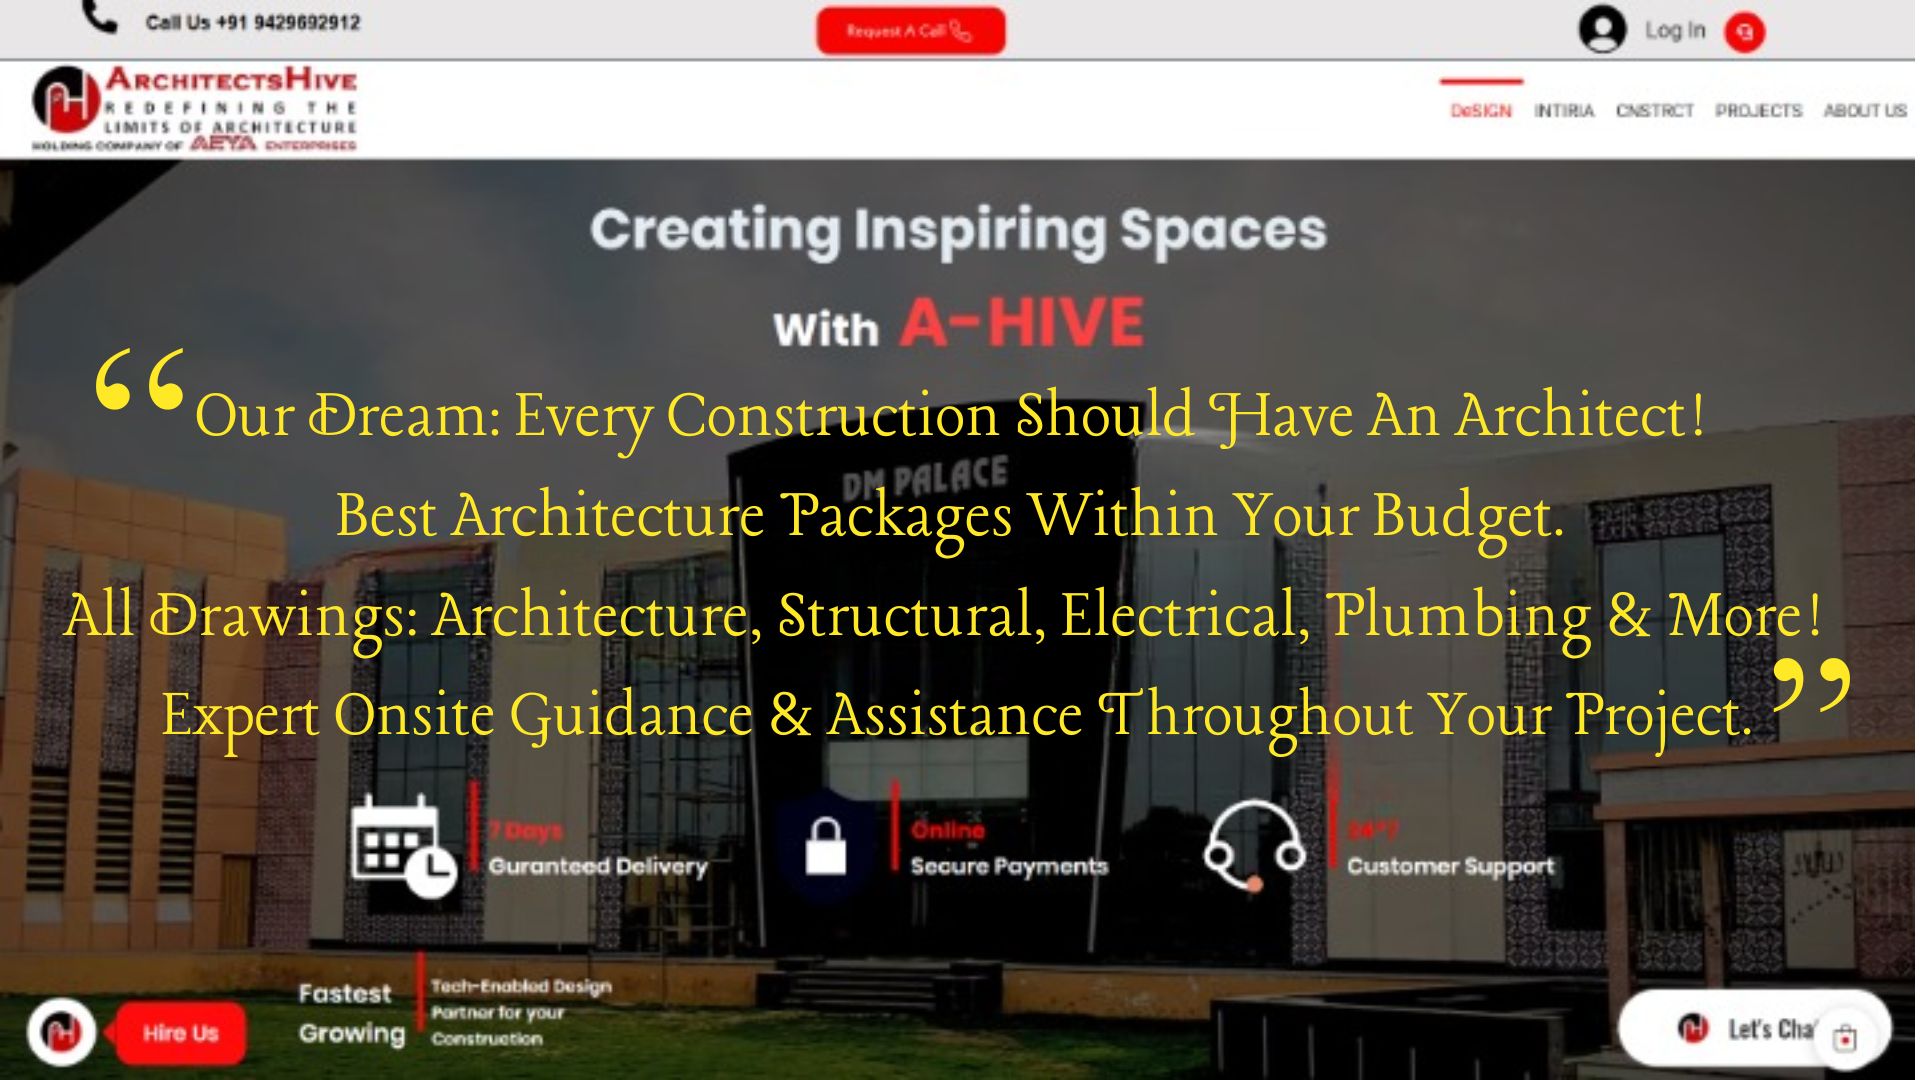 Call Us +91 9429692912
Request A Call
Log In
ARCHITECTSHIVE
REDEFINING THE
LIMITS OF ARCHITECTURE
HOLDING COMPANY OF AEYA ENTERPRISES
DeSIGN INTIRIA CNSTRCT PROJECTS ABOUT US
Creating Inspiring Spaces
With A-HIVE
“Our Dream: Every Construction Should Have An Architect!
DM PALACE
Best Architecture Packages Within Your Budget.
All Drawings: Architecture, Structural, Electrical, Plumbing & More!
Expert Onsite Guidance & Assistance Throughout Your Project.”
7 Days
Guranteed Delivery
Online
Secure Payments
24*7
Customer Support
Fastest
Growing
Tech-Enabled Design
Partner for your
Construction
Hire Us
Let's Cha